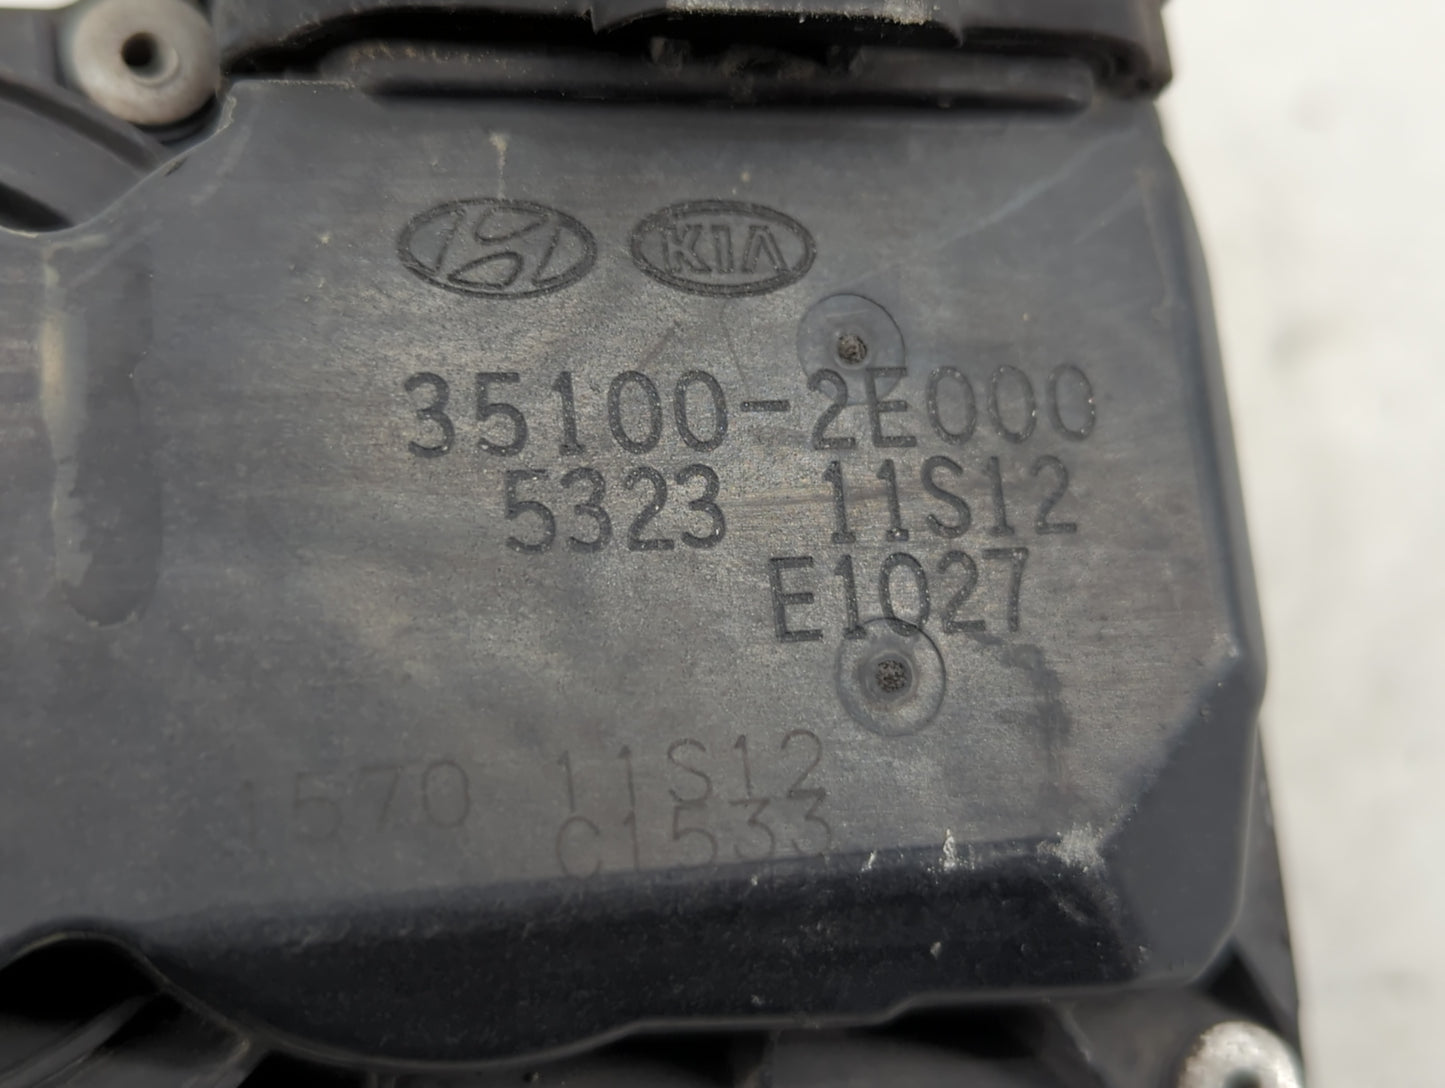 KIA
35100-2E000
5323 11S12
E1027
1570 11S12
C1533